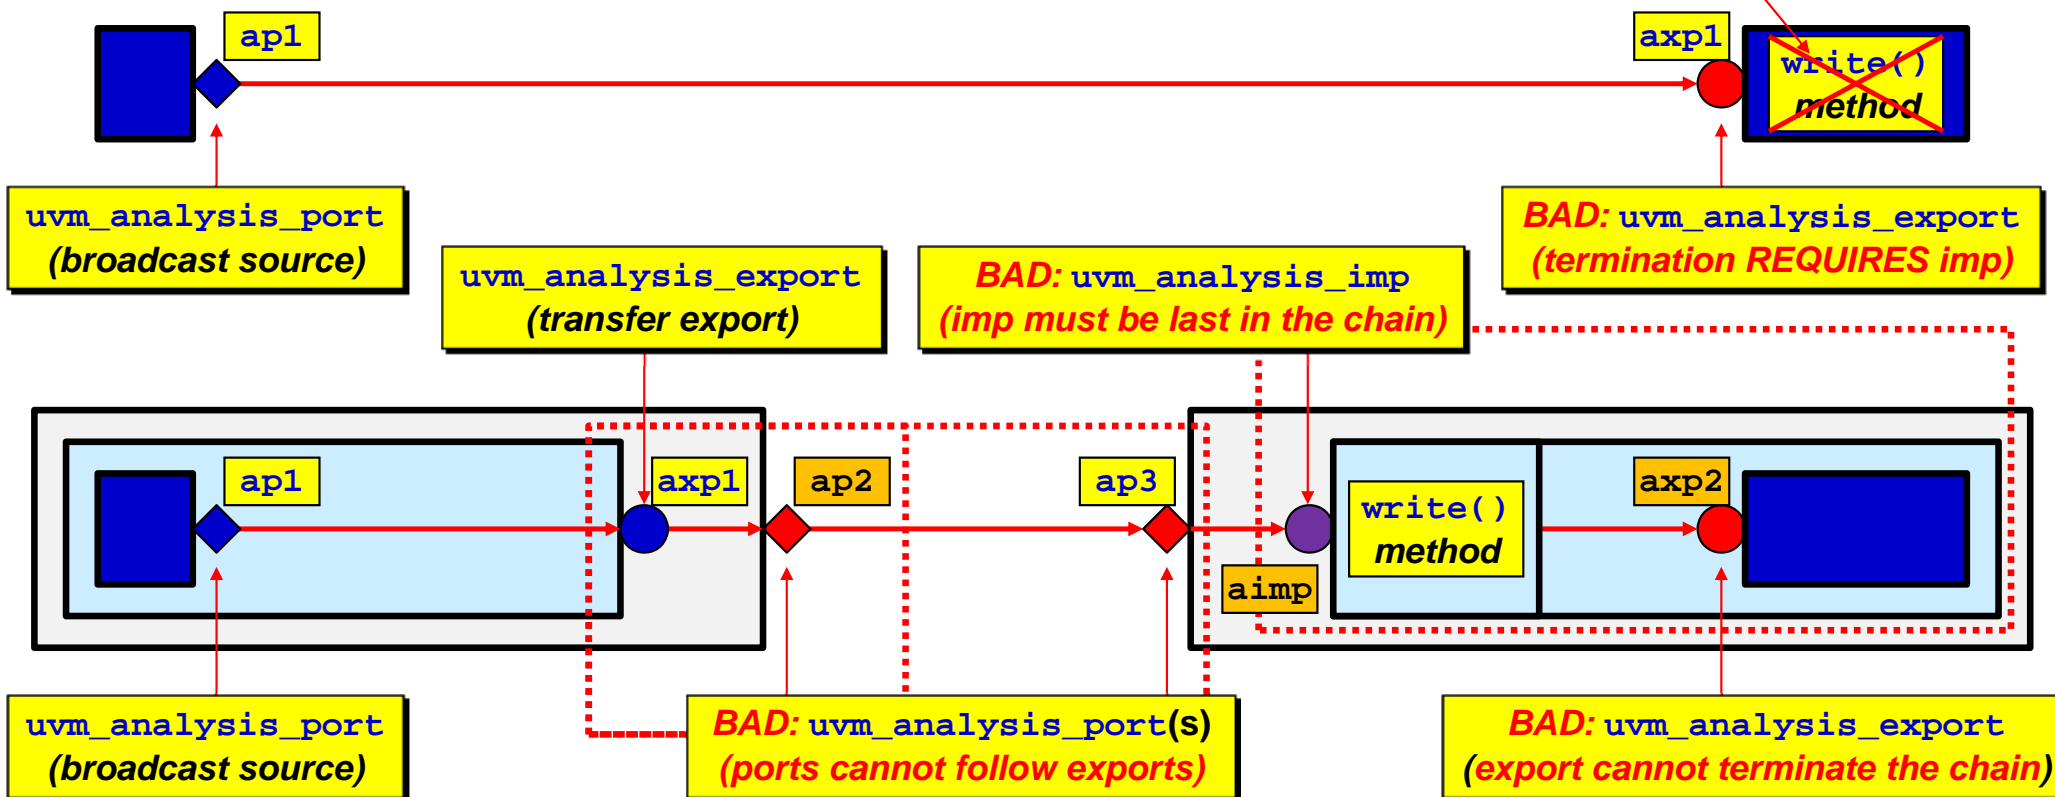 ap1
axp1
write()
method
uvm_analysis_port
(broadcast source)
BAD: uvm_analysis_export
(termination REQUIRES imp)
uvm_analysis_export
(transfer export)
BAD: uvm_analysis_imp
(imp must be last in the chain)
ap1
axp1
ap2
ap3
aimp
write()
method
axp2
uvm_analysis_port
(broadcast source)
BAD: uvm_analysis_port(s)
(ports cannot follow exports)
BAD: uvm_analysis_export
(export cannot terminate the chain)